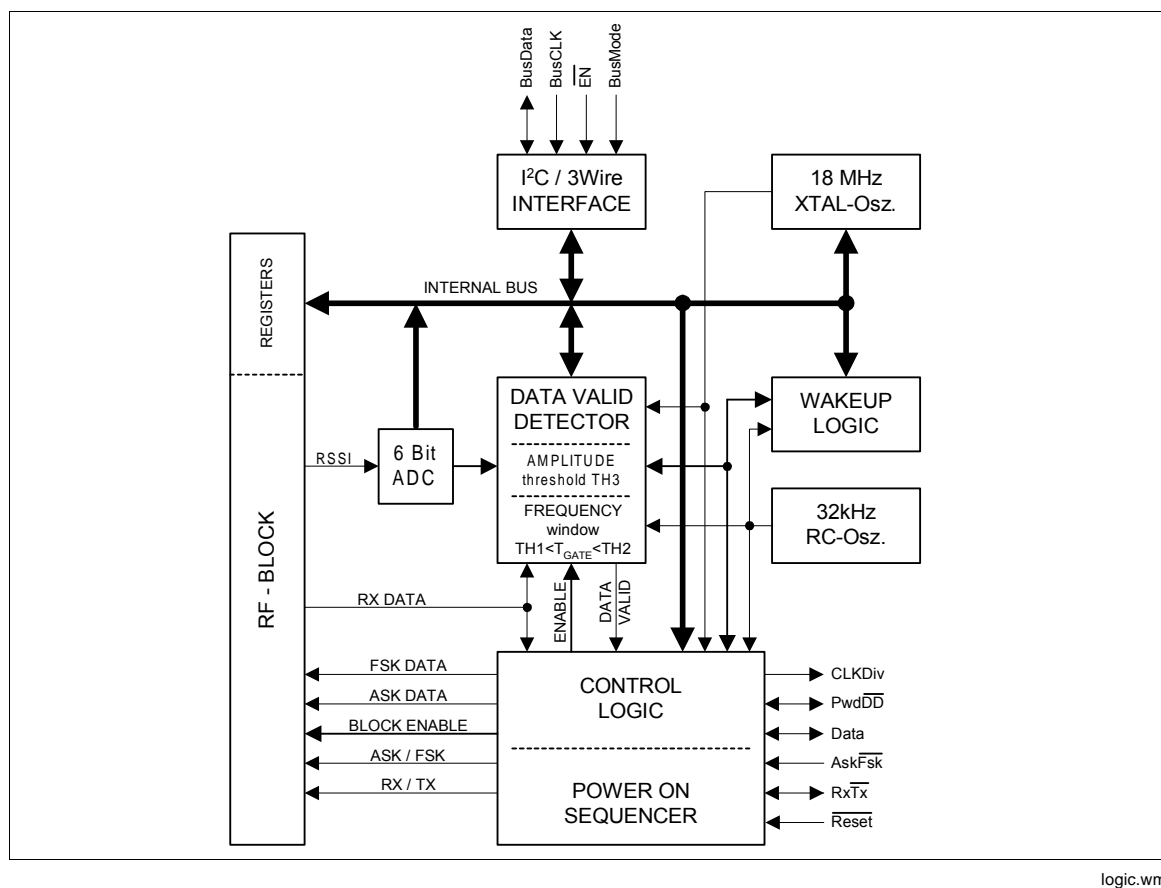 BusData
BusCLK
EN
BusMode
I²C / 3Wire
INTERFACE
18 MHz
XTAL-Osz.
REGISTERS
INTERNAL BUS
DATA VALID
DETECTOR
WAKEUP
LOGIC
RSSI
6 Bit
ADC
AMPLITUDE
threshold TH3
FREQUENCY
window
TH1<T_GATE<TH2
32kHz
RC-Osz.
RF - BLOCK
RX DATA
ENABLE
DATA
VALID
FSK DATA
ASK DATA
BLOCK ENABLE
ASK / FSK
RX / TX
CONTROL
LOGIC
POWER ON
SEQUENCER
CLKDiv
PwdDD
Data
AskFsk
RxTx
Reset
logic.wm